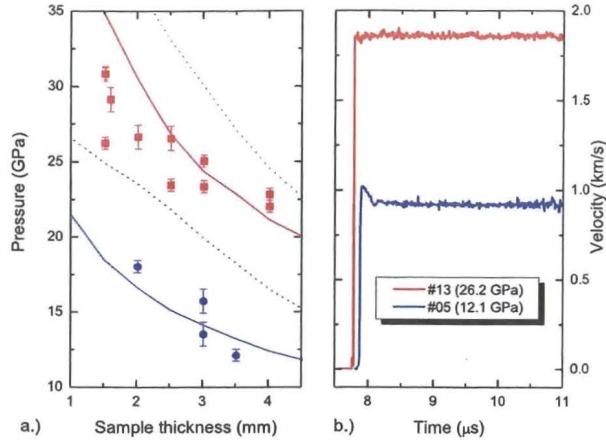 35
30
25
20
15
10
Pressure (GPa)
1 2 3 4
a.) Sample thickness (mm)
2.0
1.5
1.0
0.5
0.0
Velocity (km/s)
#13 (26.2 GPa)
#05 (12.1 GPa)
8 9 10 11
b.) Time (μs)